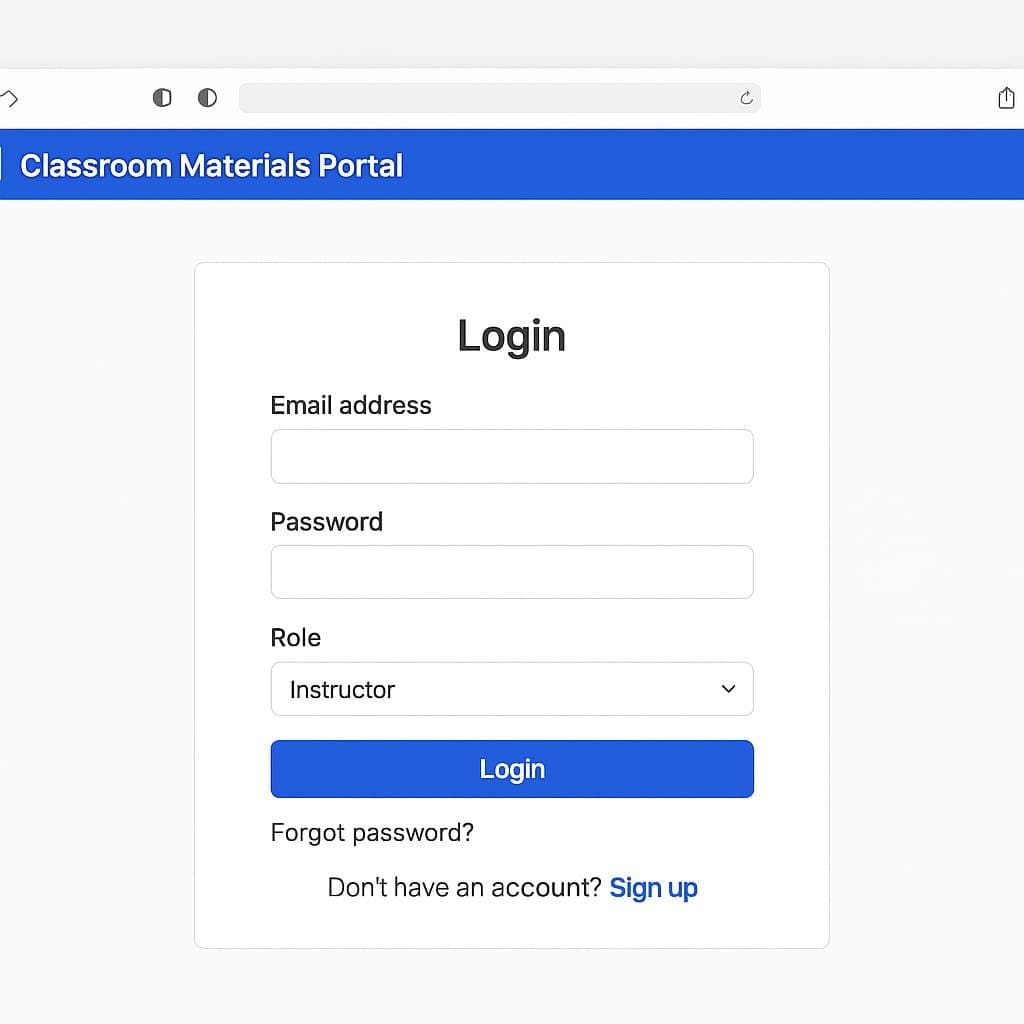 Classroom Materials Portal
Login
Email address
Password
Role
Instructor
Login
Forgot password?
Don't have an account? Sign up